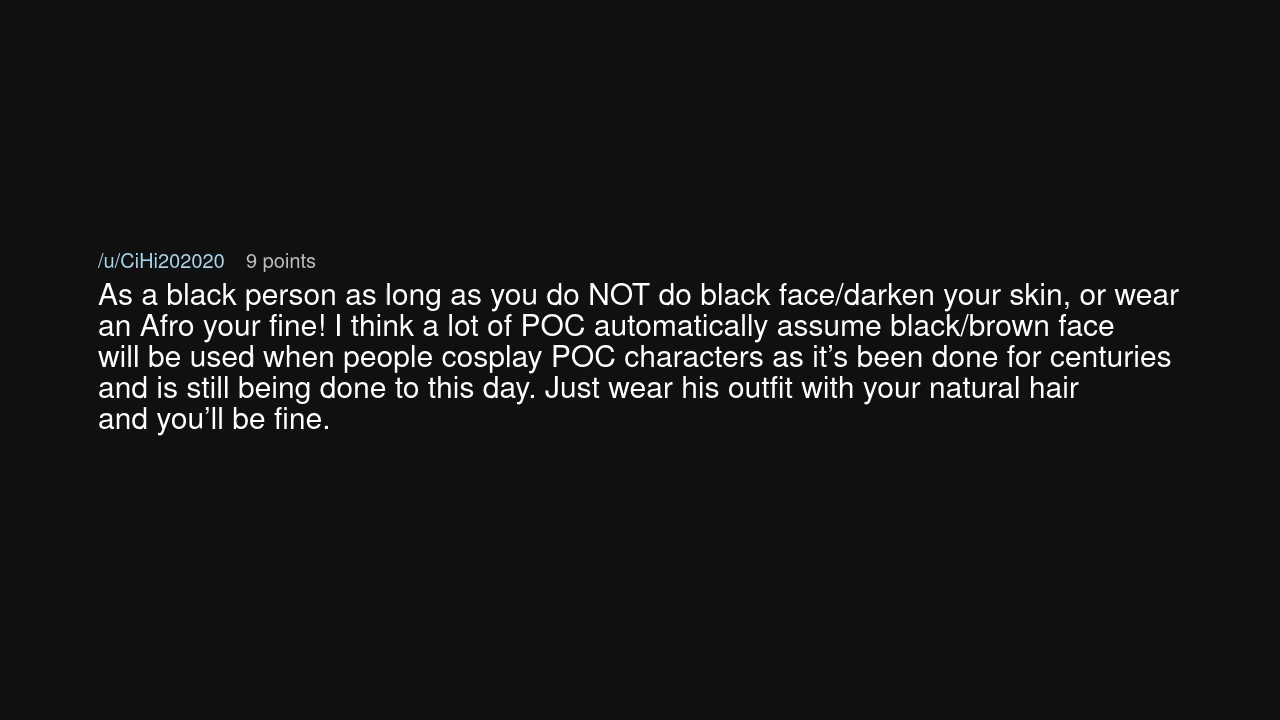 /u/CiHi202020 9 points
As a black person as long as you do NOT do black face/darken your skin, or wear
an Afro your fine! I think a lot of POC automatically assume black/brown face
will be used when people cosplay POC characters as it’s been done for centuries
and is still being done to this day. Just wear his outfit with your natural hair
and you’ll be fine.